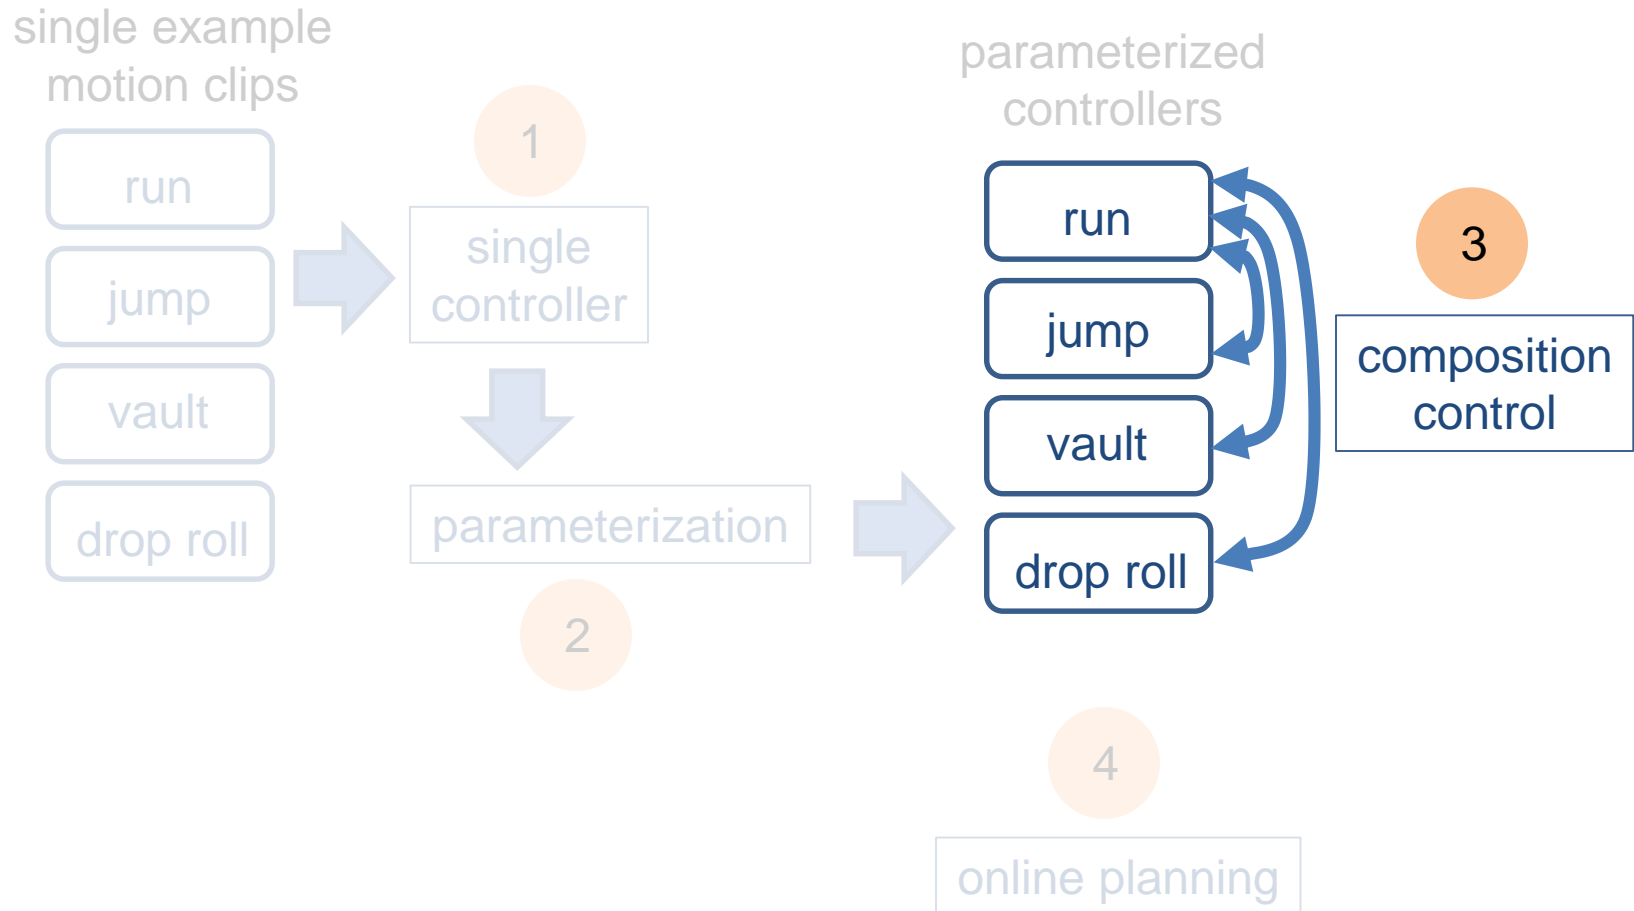 single example
motion clips
run
jump
vault
drop roll
1
single
controller
parameterization
2
parameterized
controllers
run
jump
vault
drop roll
3
composition
control
4
online planning